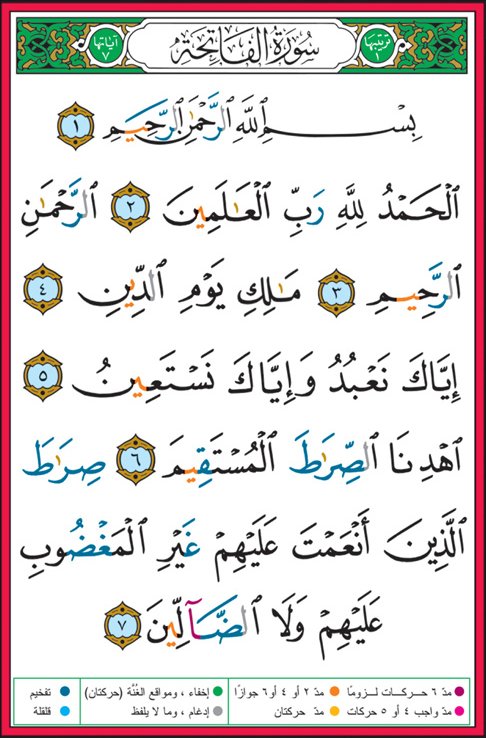 ترتيبها ١ سُورَةُ الفَاتِحَةِ آياتها ٧
بِسْمِ ٱللَّهِ ٱلرَّحْمَٰنِ ٱلرَّحِيمِ ١
ٱلْحَمْدُ لِلَّهِ رَبِّ ٱلْعَٰلَمِينَ ٢ ٱلرَّحْمَٰنِ
ٱلرَّحِيمِ ٣ مَٰلِكِ يَوْمِ ٱلدِّينِ ٤
إِيَّاكَ نَعْبُدُ وَإِيَّاكَ نَسْتَعِينُ ٥
ٱهْدِنَا ٱلصِّرَٰطَ ٱلْمُسْتَقِيمَ ٦ صِرَٰطَ
ٱلَّذِينَ أَنْعَمْتَ عَلَيْهِمْ غَيْرِ ٱلْمَغْضُوبِ
عَلَيْهِمْ وَلَا ٱلضَّآلِّينَ ٧
مدّ ٦ حركات لزومًا مدّ ٢ أو ٤ أو ٦ جوازًا إخفاء ، ومواقع الغُنَّة (حركتان) تفخيم
مدّ واجب ٤ أو ٥ حركات مدّ حركتان إدغام ، وما لا يلفظ قلقلة